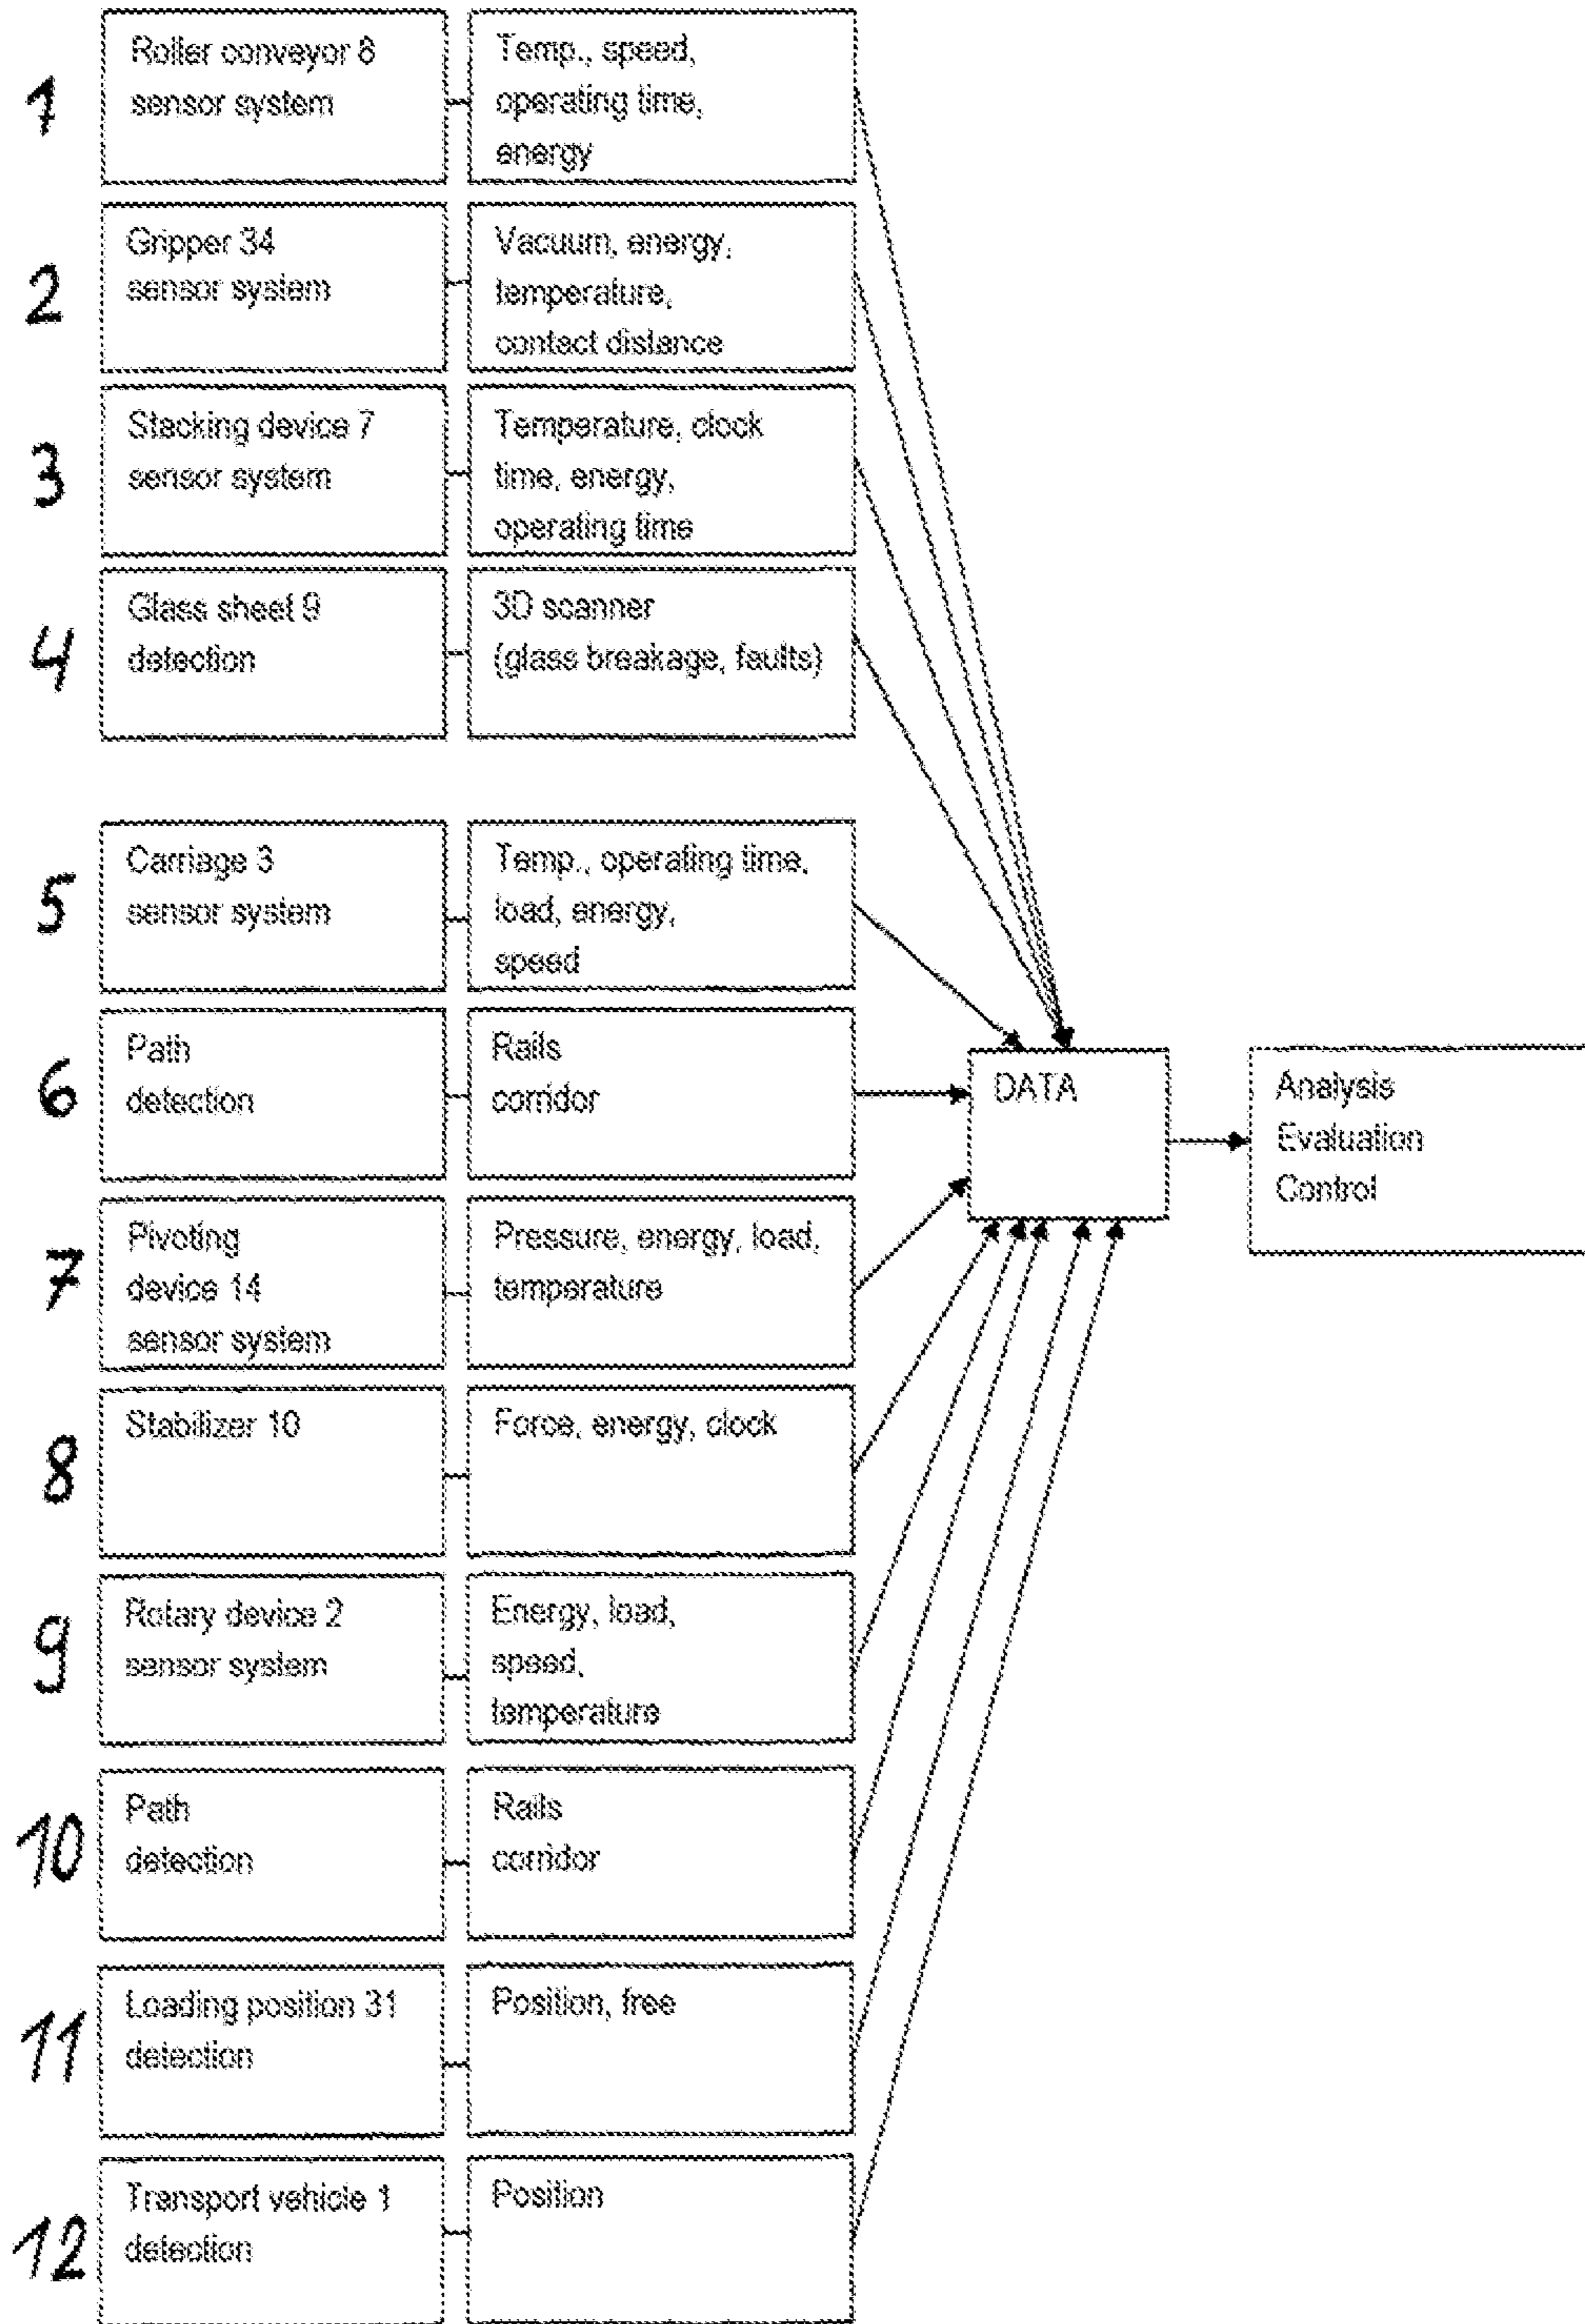 1
Roller conveyor 8
sensor system
Temp., speed,
operating time,
energy
2
Gripper 34
sensor system
Vacuum, energy,
temperature,
contact distance
3
Stacking device 7
sensor system
Temperature, clock
time, energy,
operating time
4
Glass sheet 9
detection
3D scanner
(glass breakage, faults)
5
Carriage 3
sensor system
Temp., operating time,
load, energy,
speed
6
Path
detection
Rails
corridor
7
Pivoting
device 14
sensor system
Pressure, energy, load,
temperature
8
Stabilizer 10
Force, energy, clock
9
Rotary device 2
sensor system
Energy, load,
speed,
temperature
10
Path
detection
Rails
corridor
11
Loading position 31
detection
Position, free
12
Transport vehicle 1
detection
Position
DATA
Analysis
Evaluation
Control